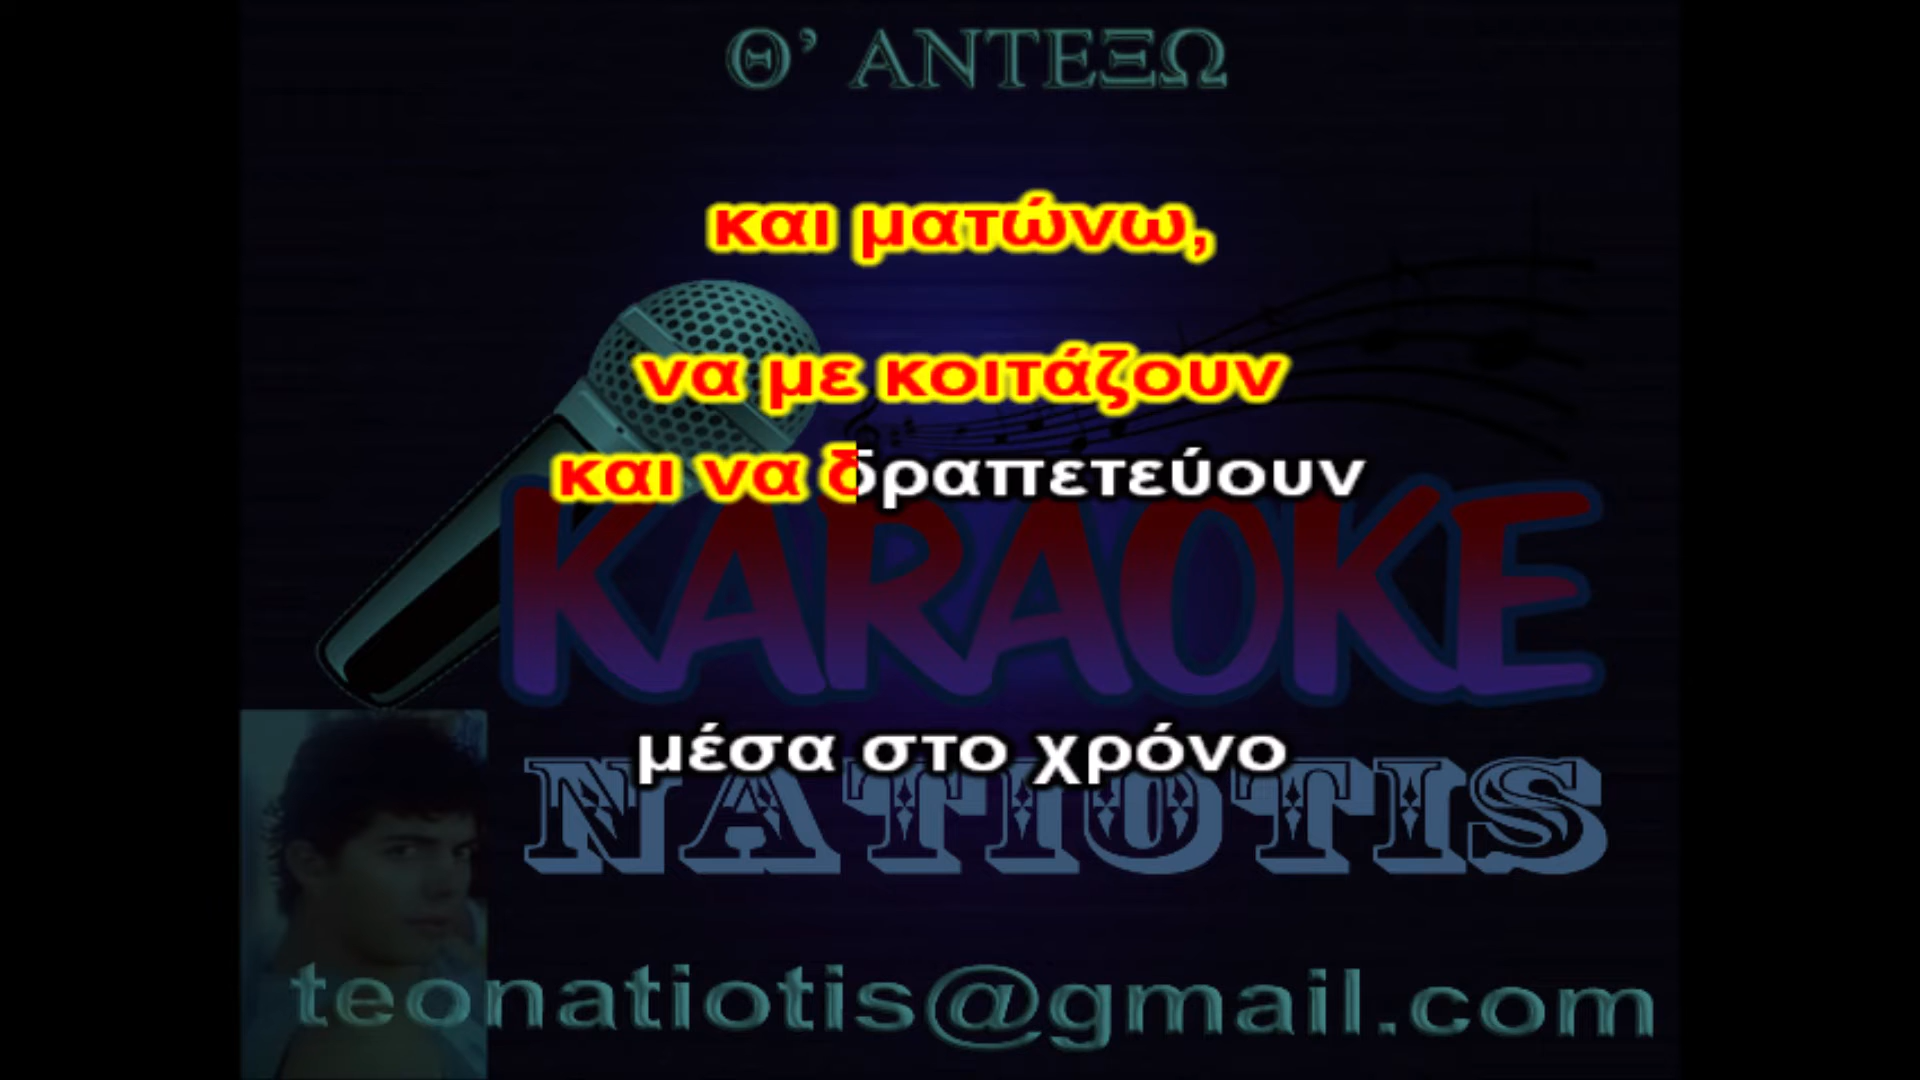 Θ’ ΑΝΤΕΞΩ
και ματώνω,
να με κοιτάζουν
και να δραπετεύουν
KARAOKE
μέσα στο χρόνο
NATIOTIS
teonatiotis@gmail.com